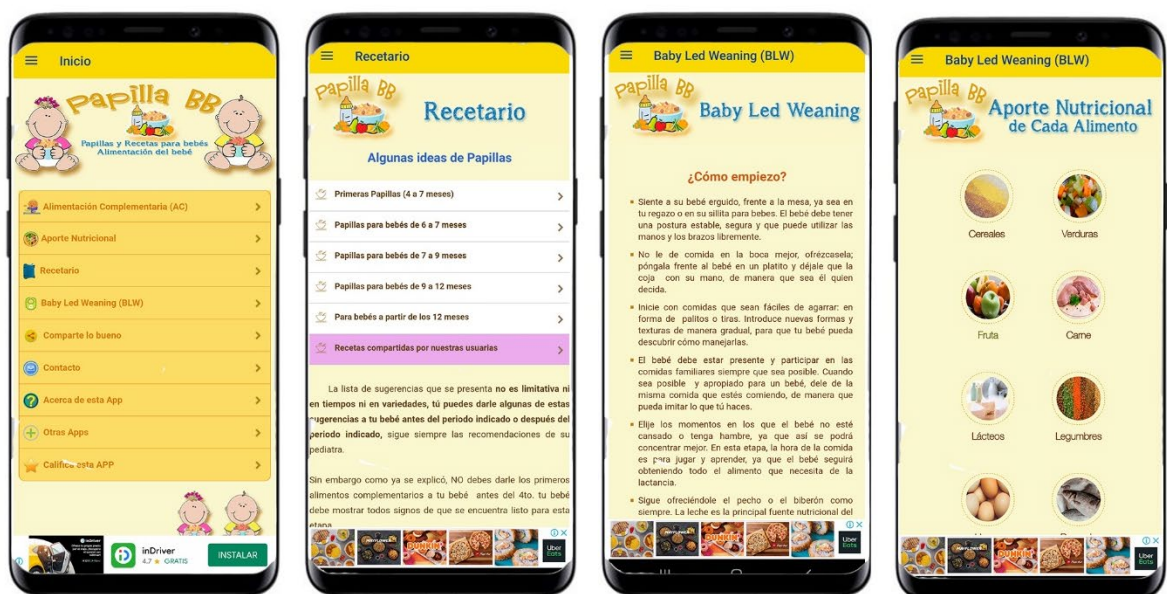 Inicio
Papilla BB
Papillas y Recetas para bebés
Alimentación del bebé
Alimentación Complementaria (AC)
Aporte Nutricional
Recetario
Baby Led Weaning (BLW)
Comparte lo bueno
Contacto
Acerca de esta App
Otras Apps
Califica esta APP
inDriver
4.7 ★ GRATIS
INSTALAR
Recetario
Papilla BB
Recetario
Algunas ideas de Papillas
Primeras Papillas (4 a 7 meses)
Papillas para bebés de 6 a 7 meses
Papillas para bebés de 7 a 9 meses
Papillas para bebés de 9 a 12 meses
Para bebés a partir de los 12 meses
Recetas compartidas por nuestras usuarias
La lista de sugerencias que se presenta no es limitativa ni
en tiempos ni en variedades, tú puedes darle algunas de estas
sugerencias a tu bebé antes del periodo indicado o después del
periodo indicado, sigue siempre las recomendaciones de su
pediatra.
Sin embargo como ya se explicó, NO debes darle los primeros
alimentos complementarios a tu bebé antes del 4to. tu bebé
debe mostrar todos signos de que se encuentra listo para esta
etapa
DUNKIN'
Uber
Eats
Baby Led Weaning (BLW)
Papilla BB
Baby Led Weaning
¿Cómo empiezo?
Siente a su bebé erguido, frente a la mesa, ya sea en
tu regazo o en su sillita para bebes. El bebé debe tener
una postura estable, segura y que puede utilizar las
manos y los brazos libremente.
No le de comida en la boca mejor, ofrézcasela;
póngala frente al bebé en un platito y déjale que la
coja con su mano, de manera que sea él quien
decida.
Inicie con comidas que sean fáciles de agarrar: en
forma de palitos o tiras. Introduce nuevas formas y
texturas de manera gradual, para que tu bebé pueda
descubrir cómo manejarlas.
El bebé debe estar presente y participar en las
comidas familiares siempre que sea posible. Cuando
sea posible y apropiado para un bebé, dele de la
misma comida que estés comiendo, de manera que
pueda imitar lo que tú haces.
Elije los momentos en los que el bebé no esté
cansado o tenga hambre, ya que así se podrá
concentrar mejor. En esta etapa, la hora de la comida
es para jugar y aprender, ya que el bebé seguirá
obteniendo todo el alimento que necesita de la
lactancia.
Sigue ofreciéndole el pecho o el biberón como
siempre. La leche es la principal fuente nutricional del
DUNKIN'
Uber
Eats
Baby Led Weaning (BLW)
Papilla BB
Aporte Nutricional
de Cada Alimento
Cereales
Verduras
Fruta
Carne
Lácteos
Legumbres
DUNKIN'
Uber
Eats